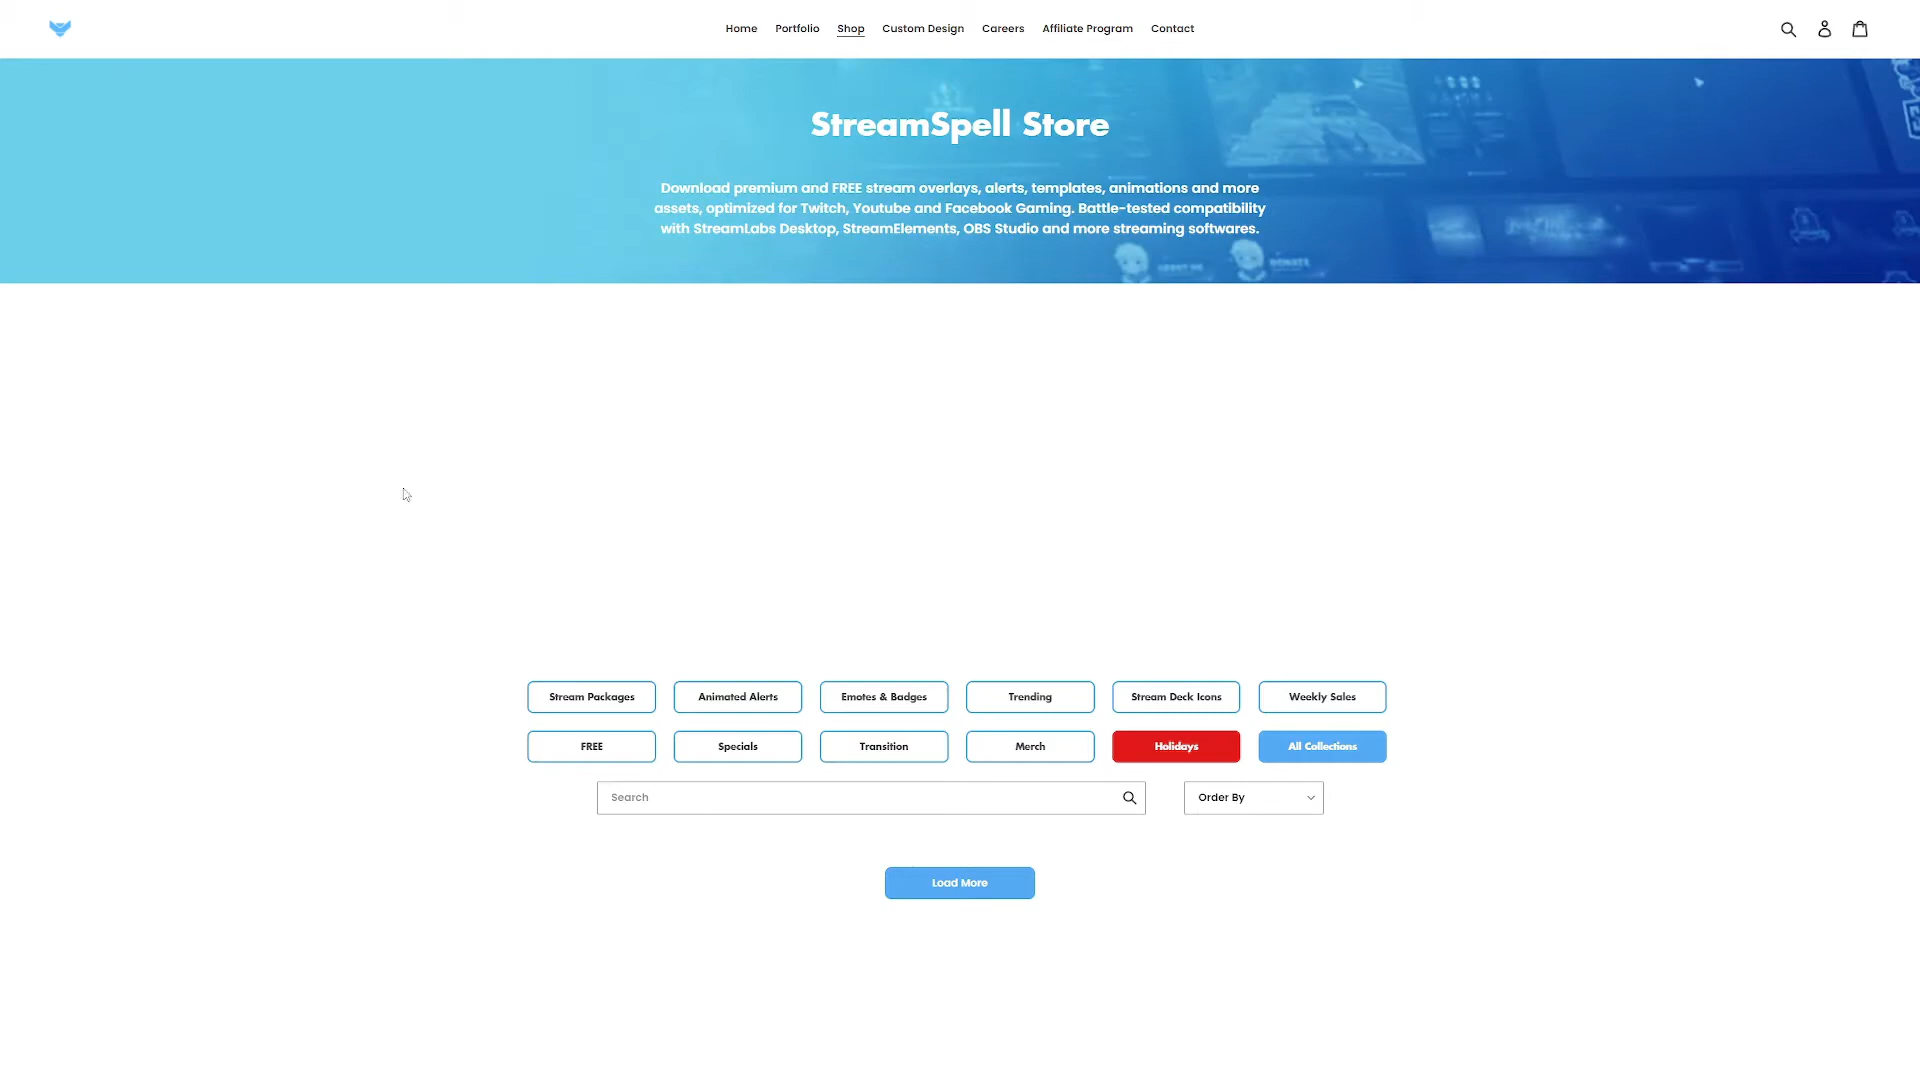 Home Portfolio Shop Custom Design Careers Affiliate Program Contact
StreamSpell Store
Download premium and FREE stream overlays, alerts, templates, animations and more
assets, optimized for Twitch, Youtube and Facebook Gaming. Battle-tested compatibility
with StreamLabs Desktop, StreamElements, OBS Studio and more streaming softwares.
Stream Packages Animated Alerts Emotes & Badges Trending Stream Deck Icons Weekly Sales
FREE Specials Transition Merch Holidays All Collections
Search Order By
Load More